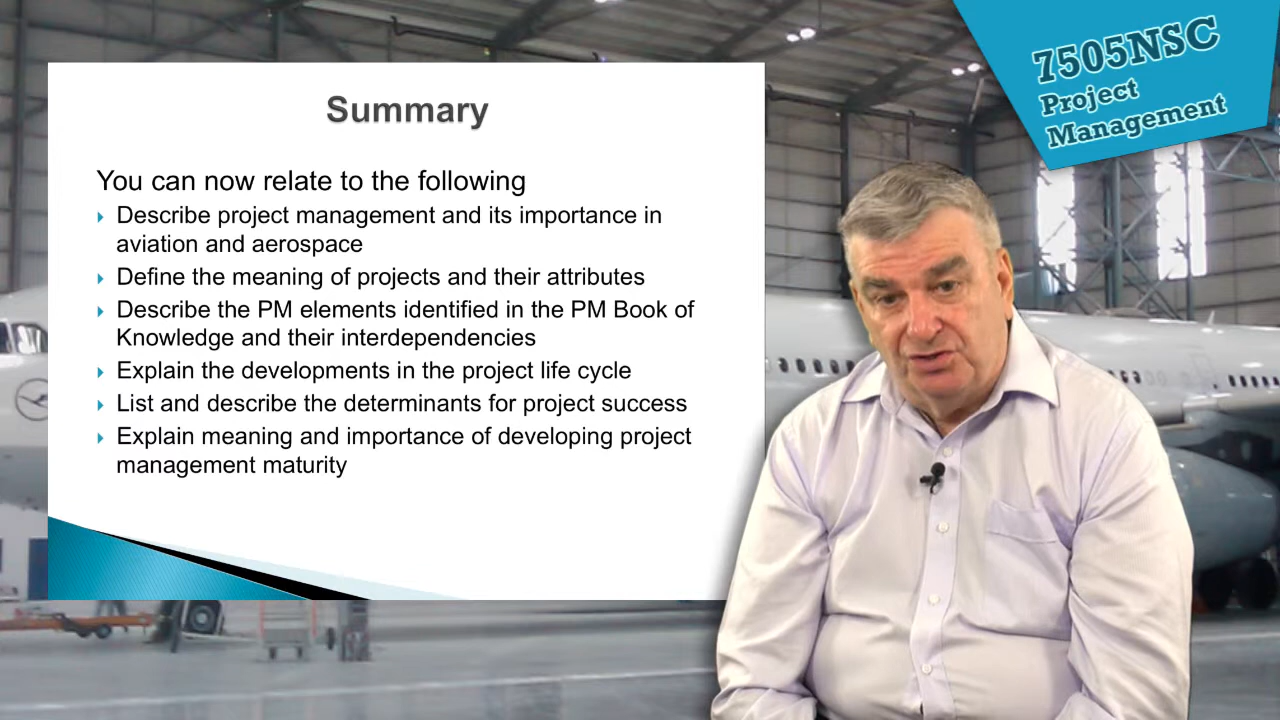 7505NSC
Project
Management
Summary
You can now relate to the following
Describe project management and its importance in
aviation and aerospace
Define the meaning of projects and their attributes
Describe the PM elements identified in the PM Book of
Knowledge and their interdependencies
Explain the developments in the project life cycle
List and describe the determinants for project success
Explain meaning and importance of developing project
management maturity